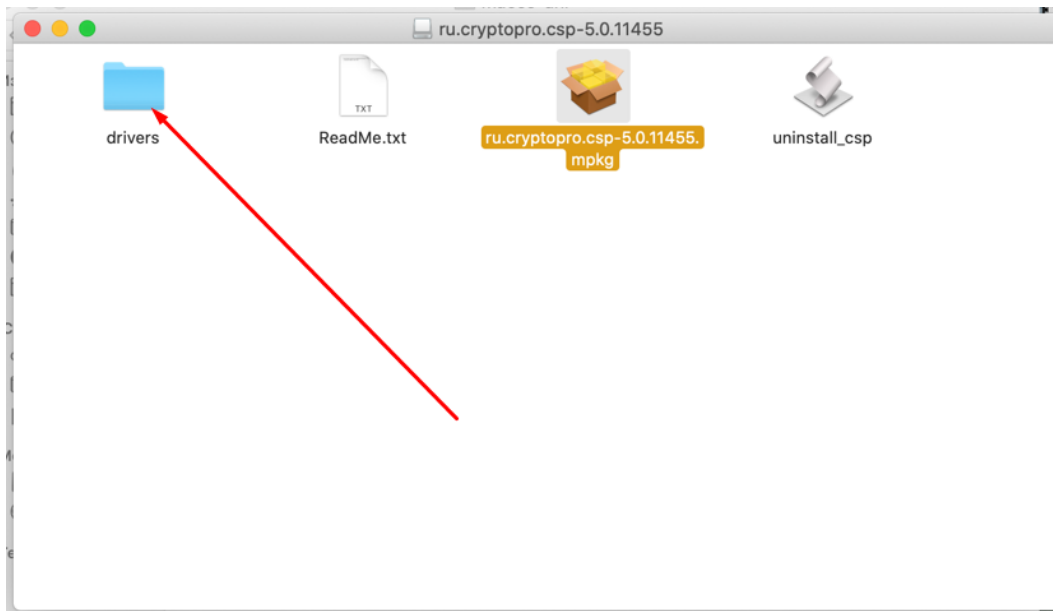 ru.cryptopro.csp-5.0.11455
drivers
TXT
ReadMe.txt
ru.cryptopro.csp-5.0.11455.
mpkg
uninstall_csp